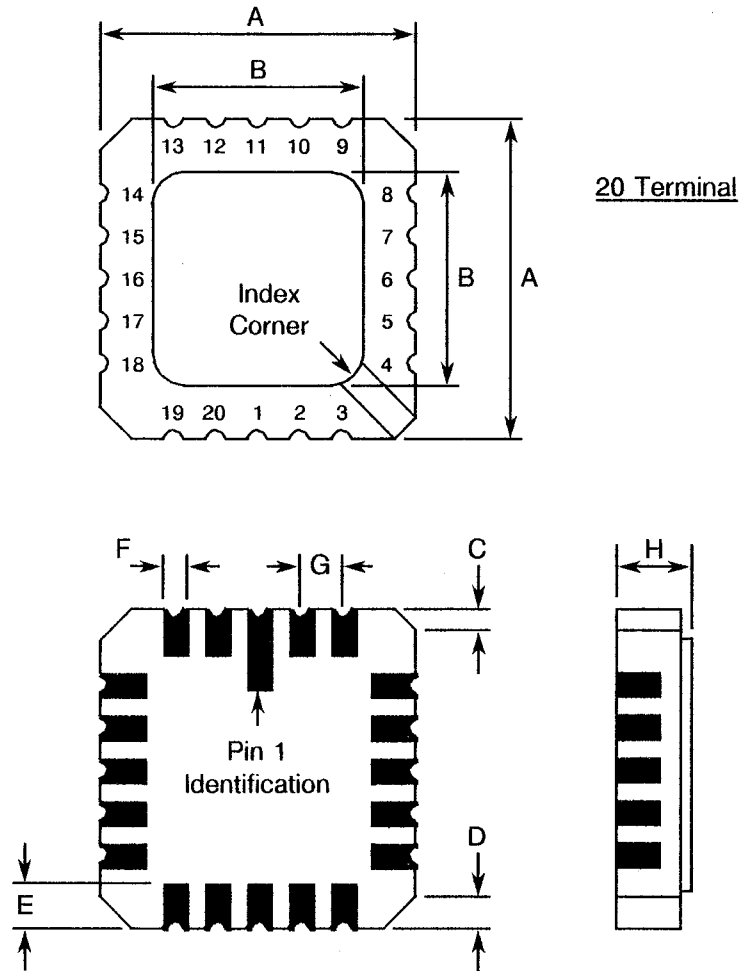 A
B
13 12 11 10 9
20 Terminal
14
8
15
7
16
6
17
5
18
4
Index
Corner
B
A
19 20 1 2 3
F
G
C
H
Pin 1
Identification
D
E